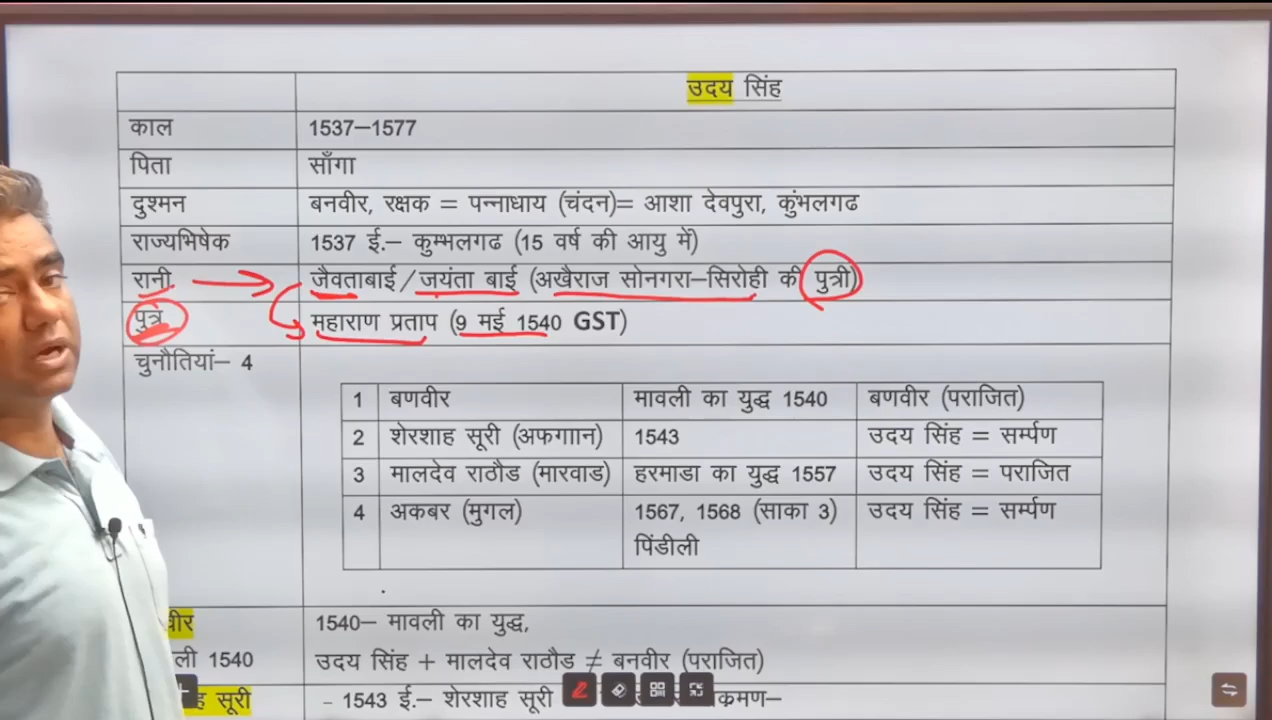 उदय सिंह
काल 1537–1577
पिता साँगा
दुश्मन बनवीर, रक्षक = पन्नाधाय (चंदन)= आशा देवपुरा, कुंभलगढ
राज्यभिषेक 1537 ई.– कुम्भलगढ (15 वर्ष की आयु में)
रानी जैवताबाई/जयंता बाई (अखैराज सोनगरा–सिरोही की पुत्री)
पुत्र महाराण प्रताप (9 मई 1540 GST)
चुनौतियां– 4
1 बणवीर मावली का युद्ध 1540 बणवीर (पराजित)
2 शेरशाह सूरी (अफगाान) 1543 उदय सिंह = सर्म्पण
3 मालदेव राठौड (मारवाड) हरमाडा का युद्ध 1557 उदय सिंह = पराजित
4 अकबर (मुगल) 1567, 1568 (साका 3) उदय सिंह = सर्म्पण
पिंडीली
वीर 1540– मावली का युद्ध,
ली 1540 उदय सिंह + मालदेव राठौड ≠ बनवीर (पराजित)
सूरी - 1543 ई.– शेरशाह सूरी